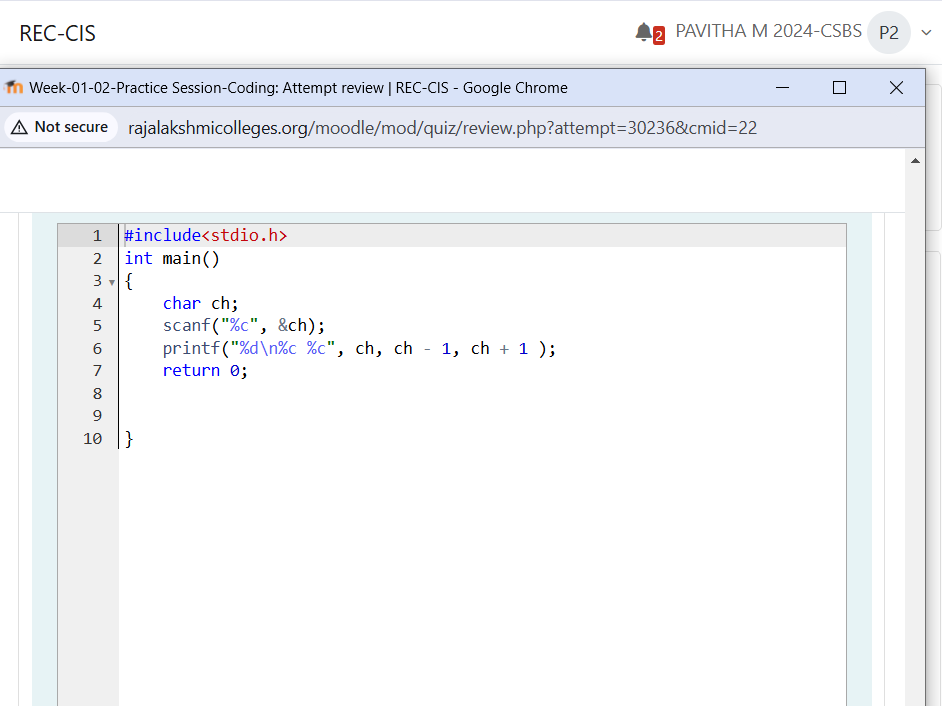 REC-CIS
2 PAVITHA M 2024-CSBS P2
Week-01-02-Practice Session-Coding: Attempt review | REC-CIS - Google Chrome
Not secure rajalakshmicolleges.org/moodle/mod/quiz/review.php?attempt=30236&cmid=22
1 #include<stdio.h>
2 int main()
3 {
4     char ch;
5     scanf("%c", &ch);
6     printf("%d\n%c %c", ch, ch - 1, ch + 1 );
7     return 0;
8
9
10 }